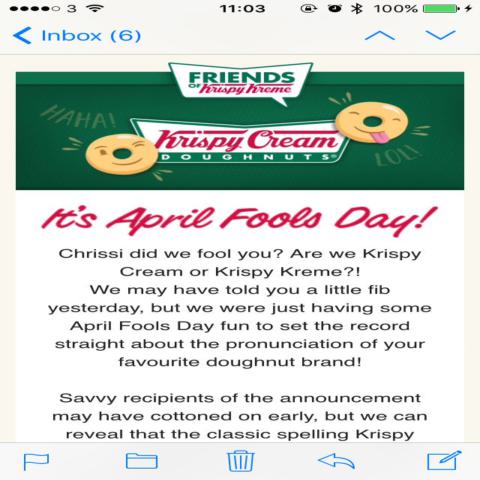 3 11:03 100%
Inbox (6)
FRIENDS
OF Krispy Kreme
HAHA!
Krispy Cream
DOUGHNUTS®
LOL!
It's April Fools Day!
Chrissi did we fool you? Are we Krispy
Cream or Krispy Kreme?!
We may have told you a little fib
yesterday, but we were just having some
April Fools Day fun to set the record
straight about the pronunciation of your
favourite doughnut brand!
Savvy recipients of the announcement
may have cottoned on early, but we can
reveal that the classic spelling Krispy